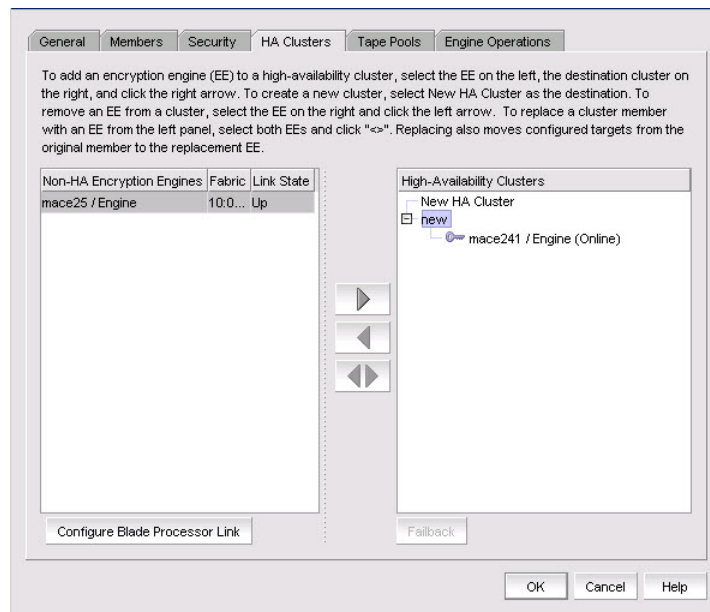 General Members Security HA Clusters Tape Pools Engine Operations
To add an encryption engine (EE) to a high-availability cluster, select the EE on the left, the destination cluster on
the right, and click the right arrow. To create a new cluster, select New HA Cluster as the destination. To
remove an EE from a cluster, select the EE on the right and click the left arrow. To replace a cluster member
with an EE from the left panel, select both EEs and click "<>". Replacing also moves configured targets from the
original member to the replacement EE.
Non-HA Encryption Engines Fabric Link State
mace25 / Engine 10:0... Up
High-Availability Clusters
New HA Cluster
new
mace241 / Engine (Online)
Configure Blade Processor Link
Failback
OK Cancel Help